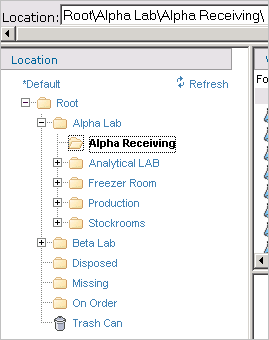 Location: Root\Alpha Lab\Alpha Receiving\
Location
*Default Refresh
Fo
Root
Alpha Lab
Alpha Receiving
Analytical LAB
Freezer Room
Production
Stockrooms
Beta Lab
Disposed
Missing
On Order
Trash Can